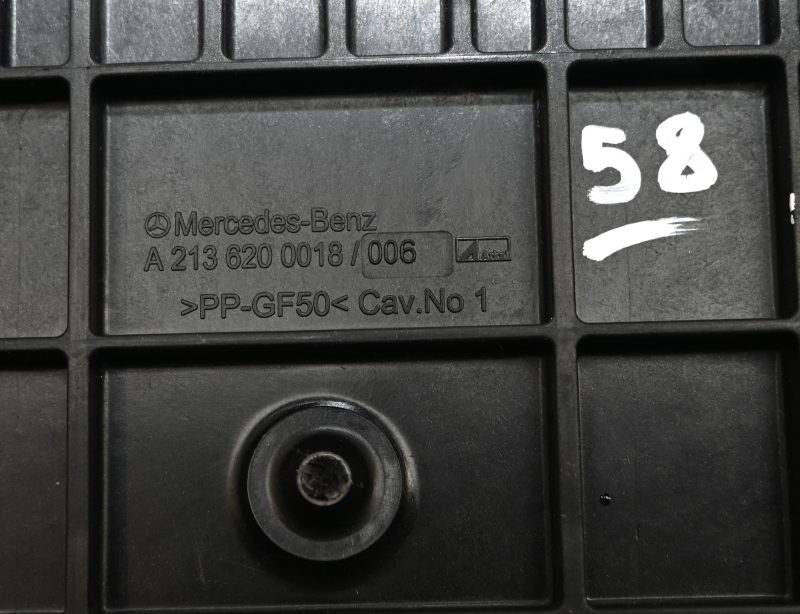 Mercedes-Benz
A 213 620 0018 / 006
>PP-GF50< Cav.No 1
58